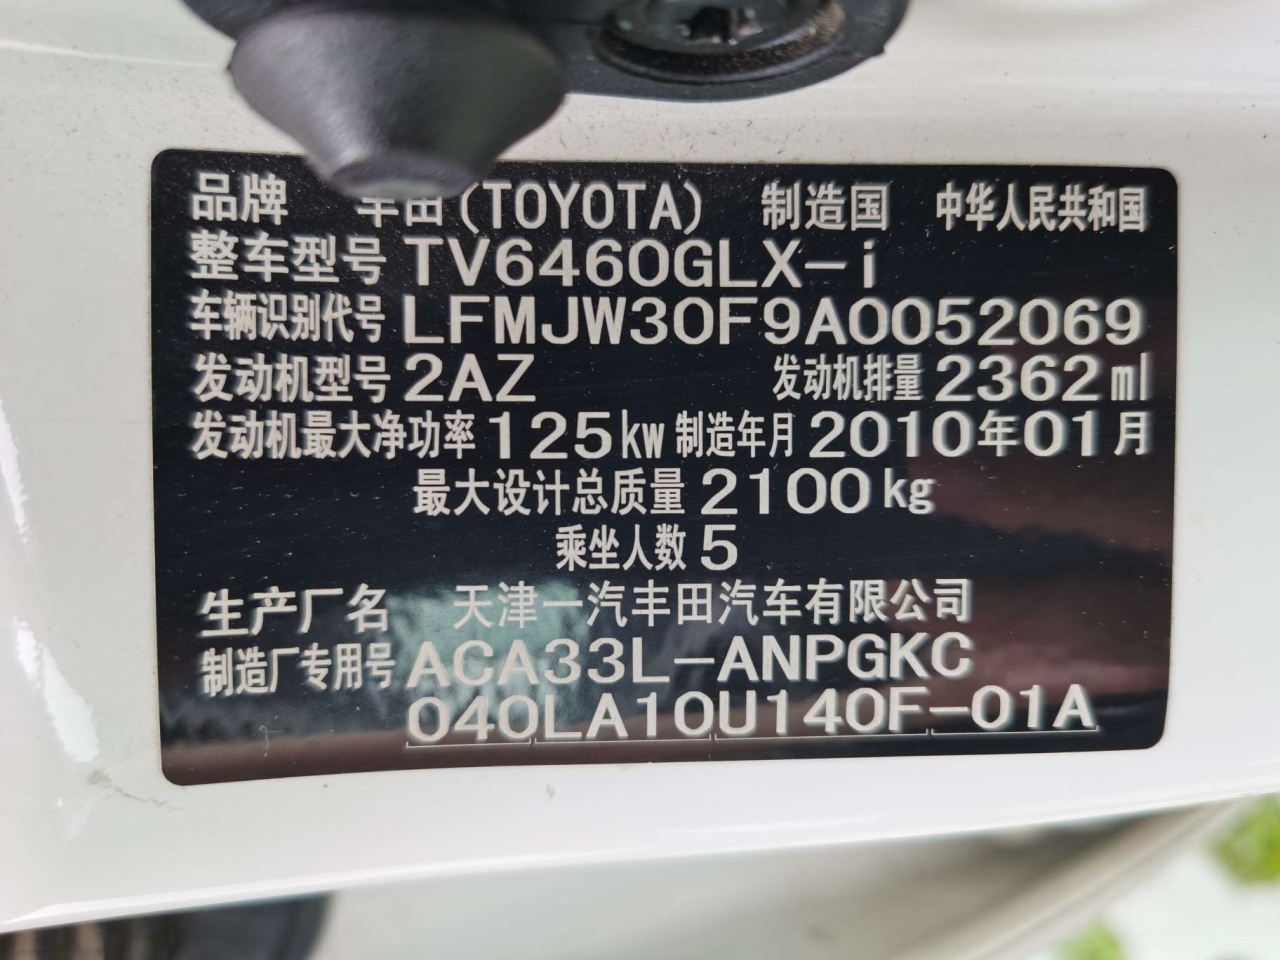 品牌 丰田(TOYOTA) 制造国 中华人民共和国
整车型号 TV6460GLX-i
车辆识别代号 LFMJW30F9A0052069
发动机型号 2AZ 发动机排量 2362ml
发动机最大净功率 125kw 制造年月 2010年01月
最大设计总质量 2100kg
乘坐人数 5
生产厂名 天津一汽丰田汽车有限公司
制造厂专用号 ACA33L-ANPGKC
040LA10U140F-01A